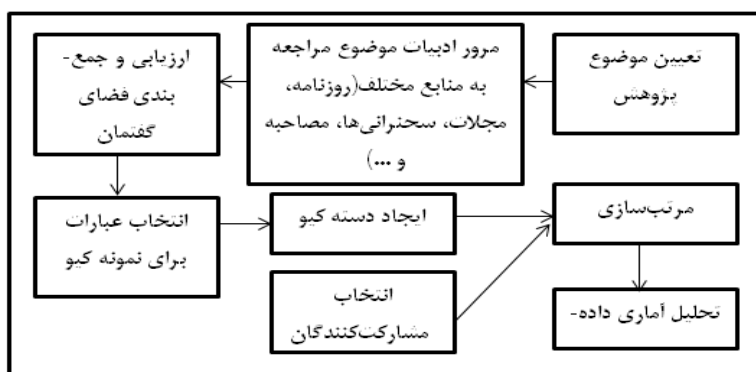 تعیین موضوع
پژوهش
مرور ادبیات موضوع مراجعه
به منابع مختلف(روزنامه،
مجلات، سخنرانی‌ها، مصاحبه
و ...)
ارزیابی و جمع-
بندی فضای
گفتمان
انتخاب عبارات
برای نمونه کیو
ایجاد دسته کیو
انتخاب
مشارکت‌کنندگان
مرتب‌سازی
تحلیل آماری داده-